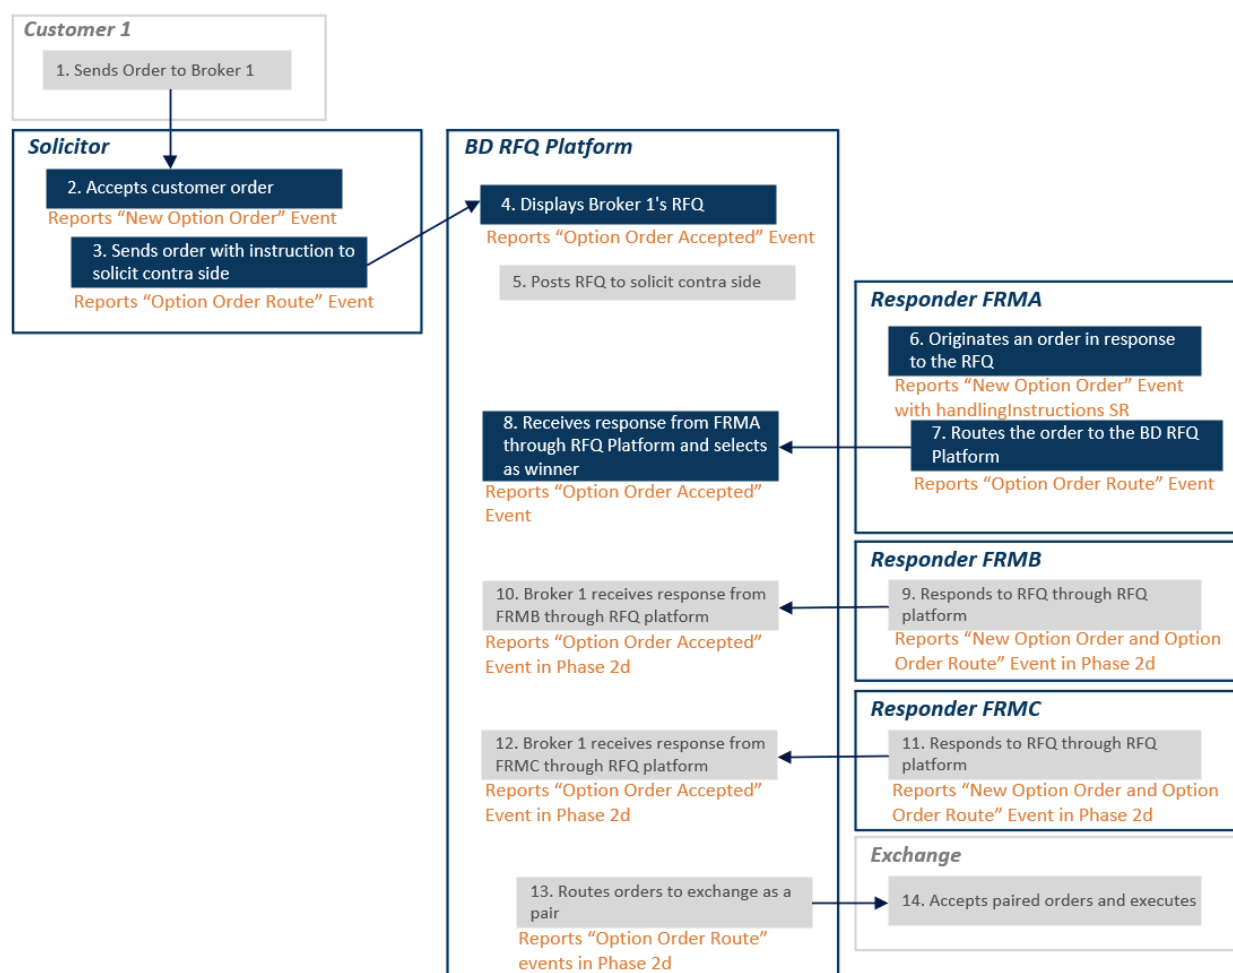 Customer 1
1. Sends Order to Broker 1
Solicitor
2. Accepts customer order
Reports “New Option Order” Event
3. Sends order with instruction to
solicit contra side
Reports “Option Order Route” Event
BD RFQ Platform
4. Displays Broker 1's RFQ
Reports “Option Order Accepted” Event
5. Posts RFQ to solicit contra side
Responder FRMA
6. Originates an order in response
to the RFQ
Reports “New Option Order” Event
with handlingInstructions SR
7. Routes the order to the BD RFQ
Platform
Reports “Option Order Route” Event
8. Receives response from FRMA
through RFQ Platform and selects
as winner
Reports “Option Order Accepted”
Event
Responder FRMB
9. Responds to RFQ through RFQ
platform
Reports “New Option Order and Option
Order Route” Event in Phase 2d
10. Broker 1 receives response from
FRMB through RFQ platform
Reports “Option Order Accepted”
Event in Phase 2d
Responder FRMC
11. Responds to RFQ through RFQ
platform
Reports “New Option Order and Option
Order Route” Event in Phase 2d
12. Broker 1 receives response from
FRMC through RFQ platform
Reports “Option Order Accepted”
Event in Phase 2d
13. Routes orders to exchange as a
pair
Reports “Option Order Route”
events in Phase 2d
Exchange
14. Accepts paired orders and executes